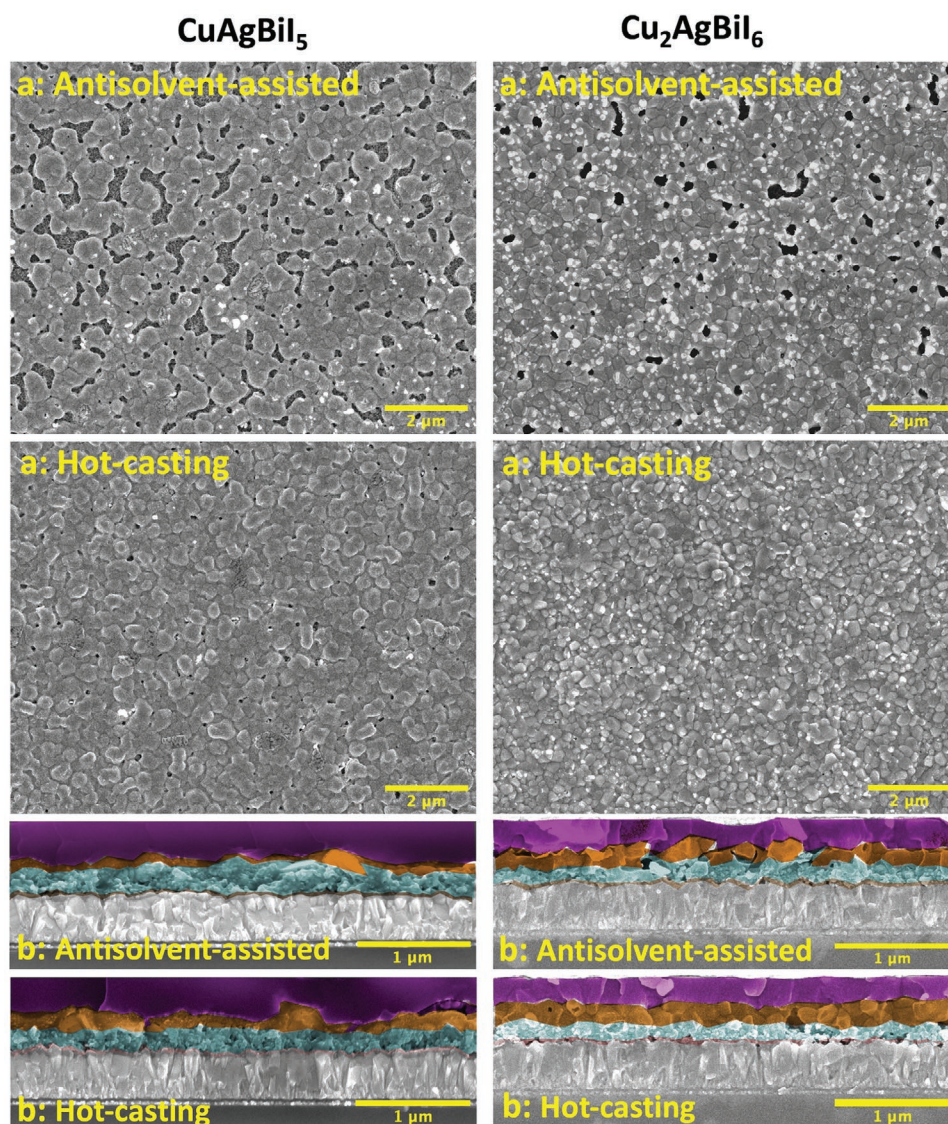 CuAgBiI₅
Cu₂AgBiI₆
a: Antisolvent-assisted
a: Antisolvent-assisted
2 µm
2 µm
a: Hot-casting
a: Hot-casting
2 µm
2 µm
b: Antisolvent-assisted
1 µm
b: Antisolvent-assisted
1 µm
b: Hot-casting
1 µm
b: Hot-casting
1 µm